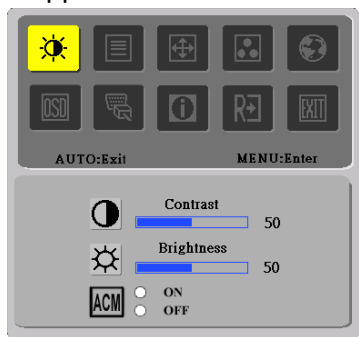 OSD
R
EXIT
AUTO:Exit MENU:Enter
Contrast
50
Brightness
50
ACM
ON
OFF